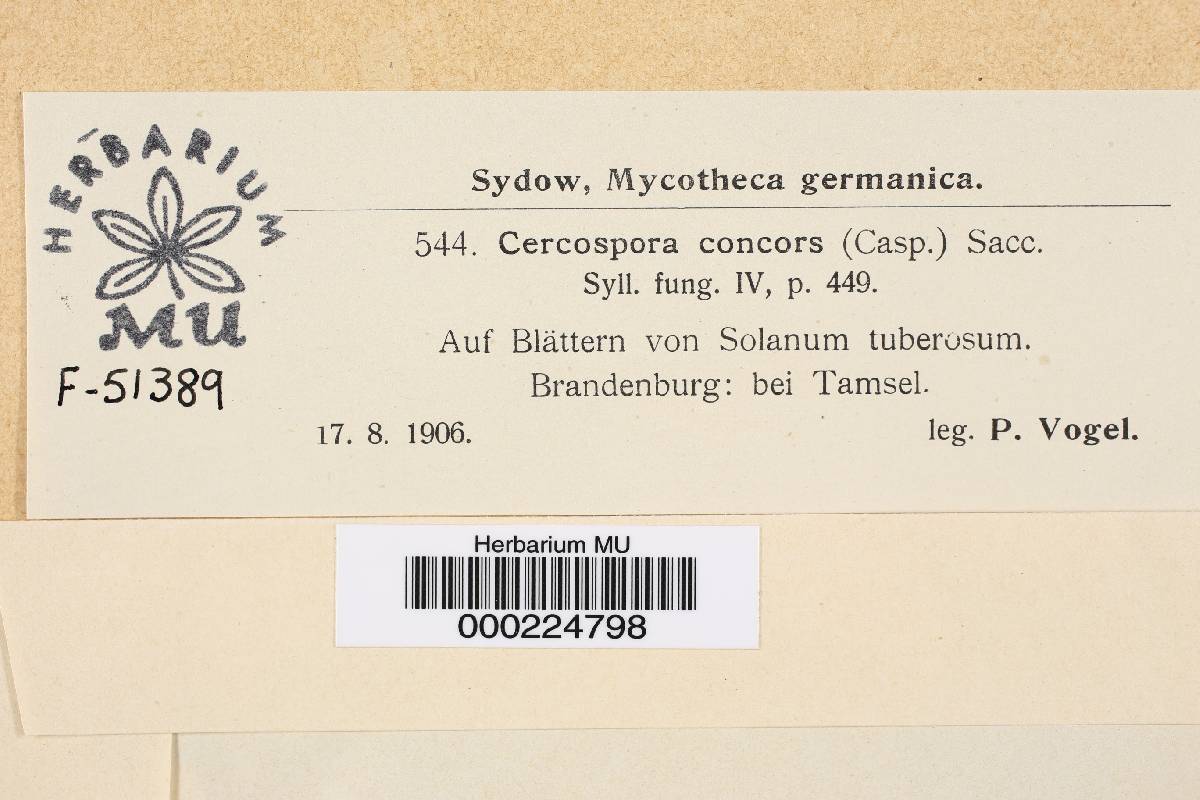 HERBARIUM
MU
F-51389
Sydow, Mycotheca germanica.
544. Cercospora concors (Casp.) Sacc.
Syll. fung. IV, p. 449.
Auf Blättern von Solanum tuberosum.
Brandenburg: bei Tamsel.
17. 8. 1906. leg. P. Vogel.
Herbarium MU
000224798